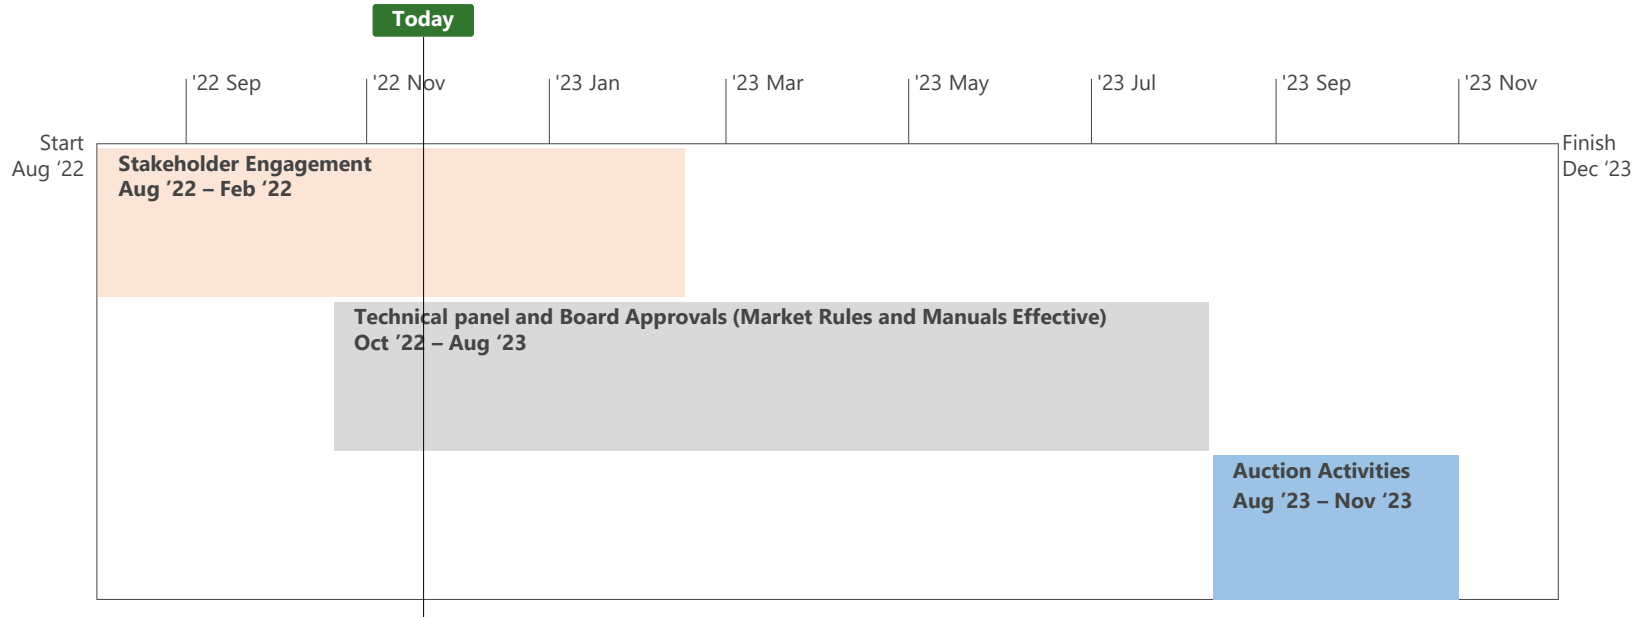 Today
'22 Sep
'22 Nov
'23 Jan
'23 Mar
'23 May
'23 Jul
'23 Sep
'23 Nov
Start
Aug ‘22
Finish
Dec ‘23
Stakeholder Engagement
Aug ’22 – Feb ‘22
Technical panel and Board Approvals (Market Rules and Manuals Effective)
Oct ’22 – Aug ‘23
Auction Activities
Aug ’23 – Nov ‘23